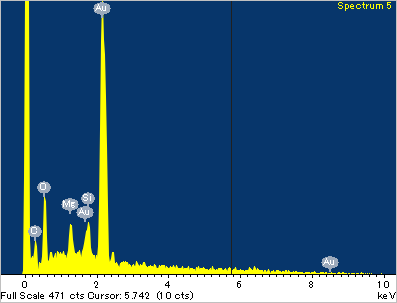 Spectrum 5
Au
O
Mg
Si
Au
C
Au
0 2 4 6 8 10
Full Scale 471 cts Cursor: 5.742 (10 cts) keV